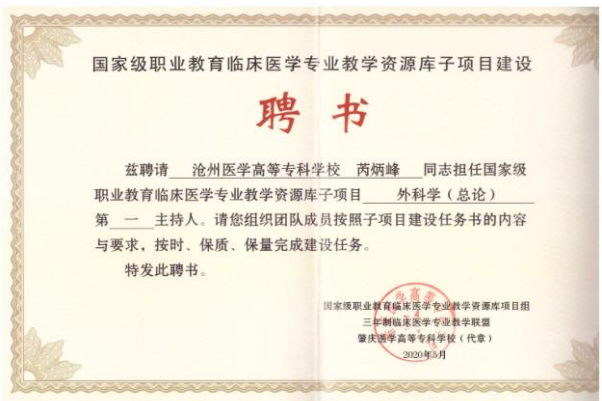 国家级职业教育临床医学专业教学资源库子项目建设
聘书
兹聘请 沧州医学高等专科学校 芮炳峰 同志担任国家级
职业教育临床医学专业教学资源库子项目 外科学（总论）
第 一 主持人。请您组织团队成员按照子项目建设任务书的内容
与要求，按时、保质、保量完成建设任务。
特发此聘书。
国家级职业教育临床医学专业教学资源库项目组
三年制临床医学专业教学联盟
肇庆医学高等专科学校（代章）
2020年5月